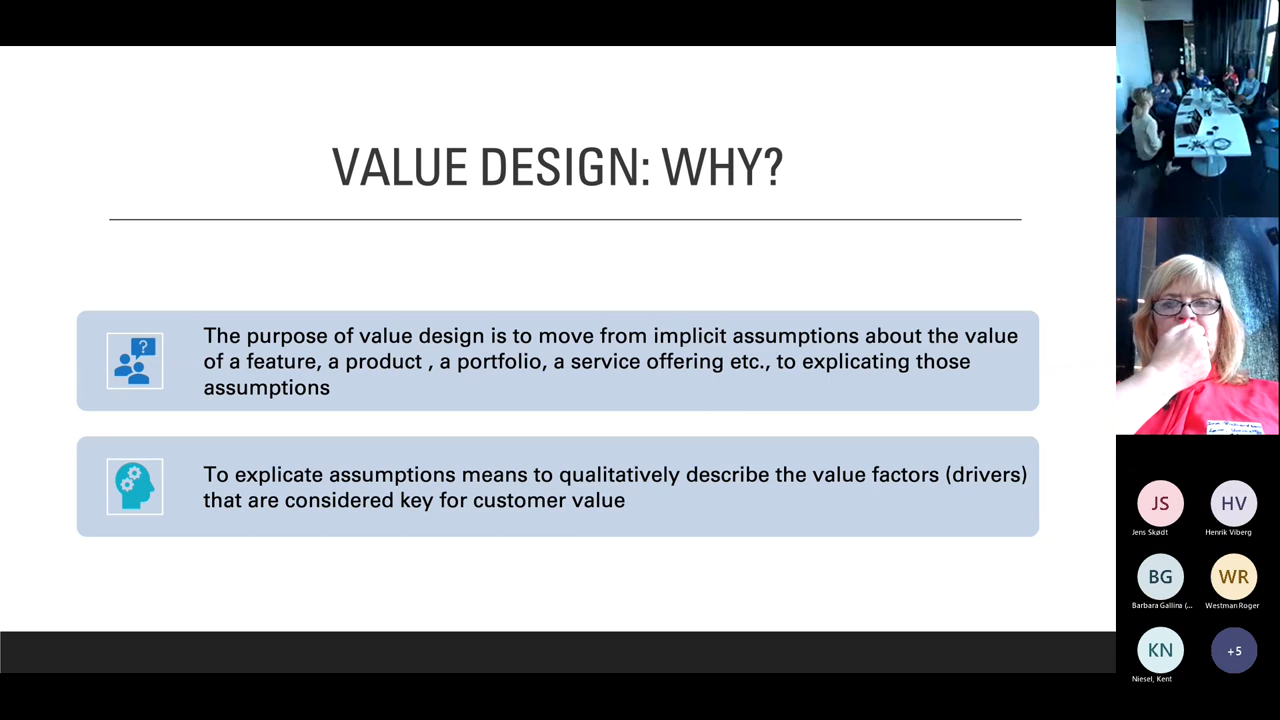 VALUE DESIGN: WHY?
?
The purpose of value design is to move from implicit assumptions about the value
of a feature, a product , a portfolio, a service offering etc., to explicating those
assumptions
To explicate assumptions means to qualitatively describe the value factors (drivers)
that are considered key for customer value
JS
HV
Jens Skødt
Henrik Viberg
BG
WR
Barbara Gallina (...
Westman Roger
KN
+5
Niesel, Kent